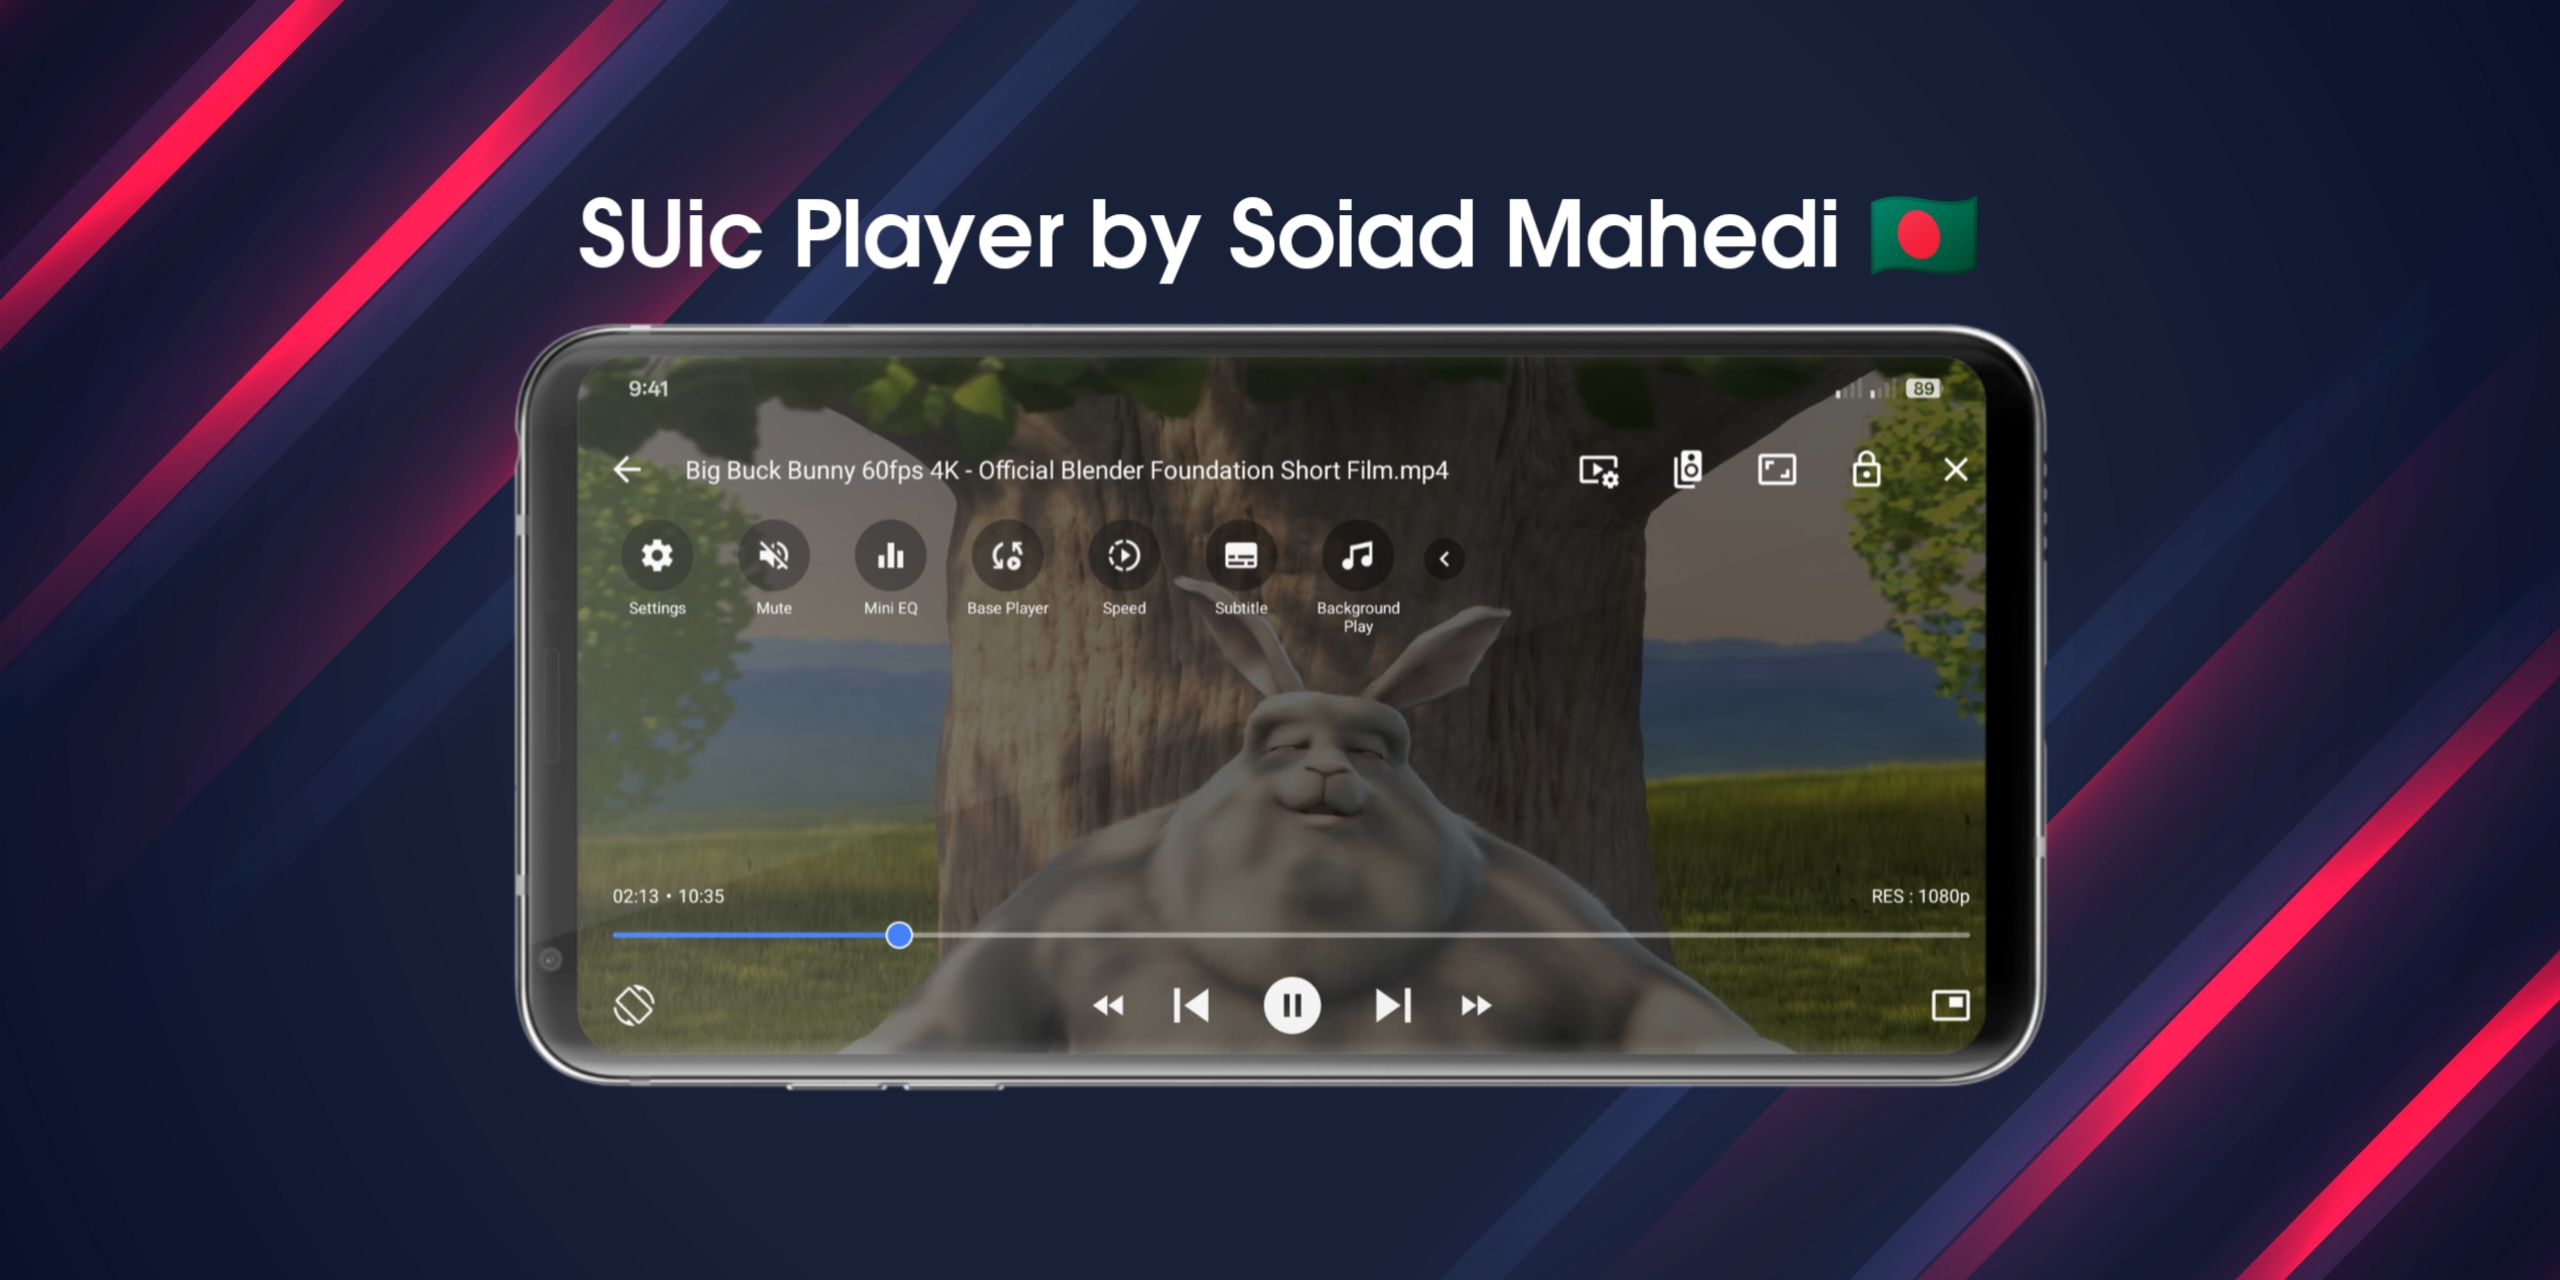 SUic Player by Soiad Mahedi 🇧🇩
9:41
89
Big Buck Bunny 60fps 4K - Official Blender Foundation Short Film.mp4
Settings
Mute
Mini EQ
Base Player
Speed
Subtitle
Background
Play
02:13 • 10:35
RES : 1080p